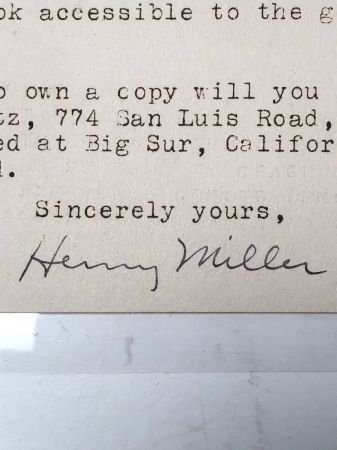 ok accessible to the g
o own a copy will you
tz, 774 San Luis Road,
ed at Big Sur, Califor
d.
Sincerely yours,
Henry Miller